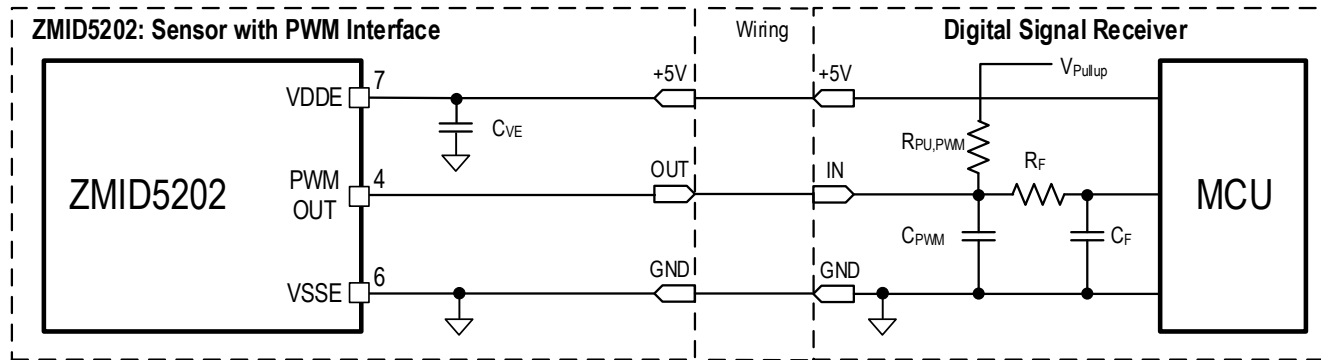 ZMID5202: Sensor with PWM Interface
Wiring
Digital Signal Receiver
VDDE
7
+5V
+5V
VPullup
CVE
RPU,PWM
ZMID5202
PWM
OUT
4
OUT
IN
RF
MCU
CPWM
CF
VSSE
6
GND
GND